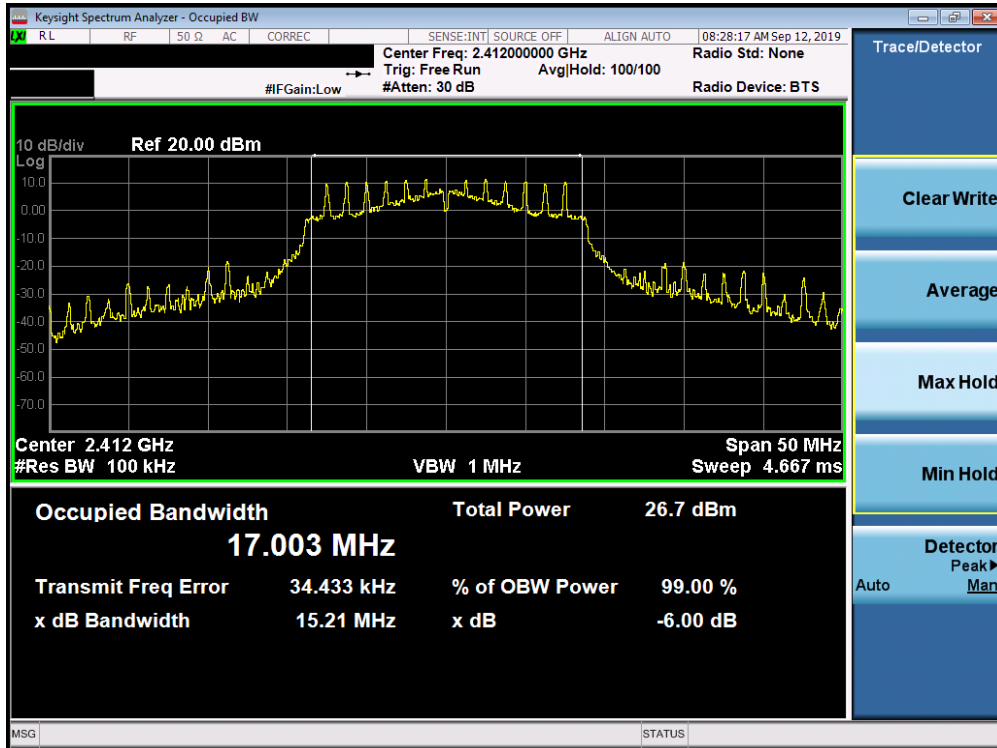 Keysight Spectrum Analyzer - Occupied BW
LXI RL RF 50 Ω AC CORREC SENSE:INT SOURCE OFF ALIGN AUTO 08:28:17 AM Sep 12, 2019
Center Freq: 2.412000000 GHz Radio Std: None
Trig: Free Run Avg|Hold: 100/100
#IFGain:Low #Atten: 30 dB Radio Device: BTS
10 dB/div Ref 20.00 dBm
Log
10.0
0.00
-10.0
-20.0
-30.0
-40.0
-50.0
-60.0
-70.0
Center 2.412 GHz Span 50 MHz
#Res BW 100 kHz VBW 1 MHz Sweep 4.667 ms
Occupied Bandwidth Total Power 26.7 dBm
17.003 MHz
Transmit Freq Error 34.433 kHz % of OBW Power 99.00 %
x dB Bandwidth 15.21 MHz x dB -6.00 dB
MSG STATUS
Trace/Detector
Clear Write
Average
Max Hold
Min Hold
Detector
Peak▶
Auto Man